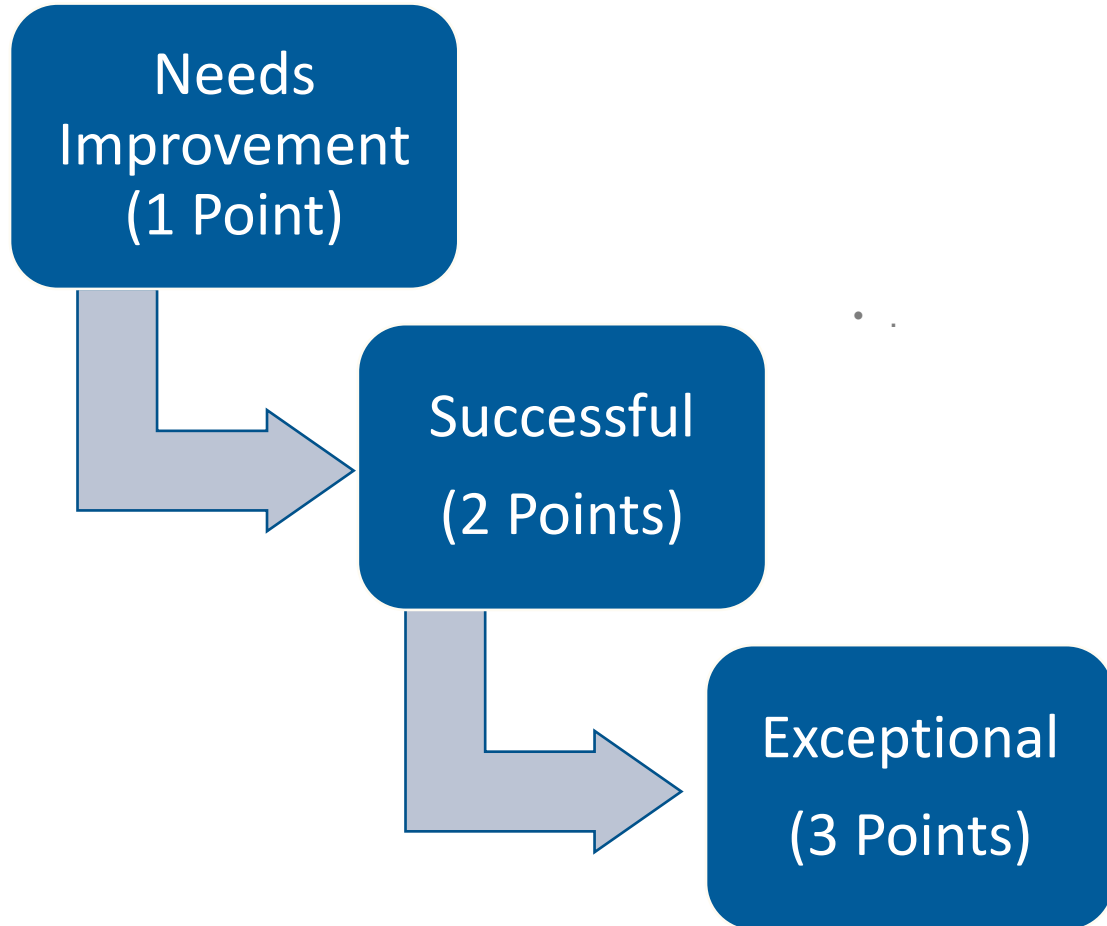 Needs
Improvement
(1 Point)
• .
Successful
(2 Points)
Exceptional
(3 Points)